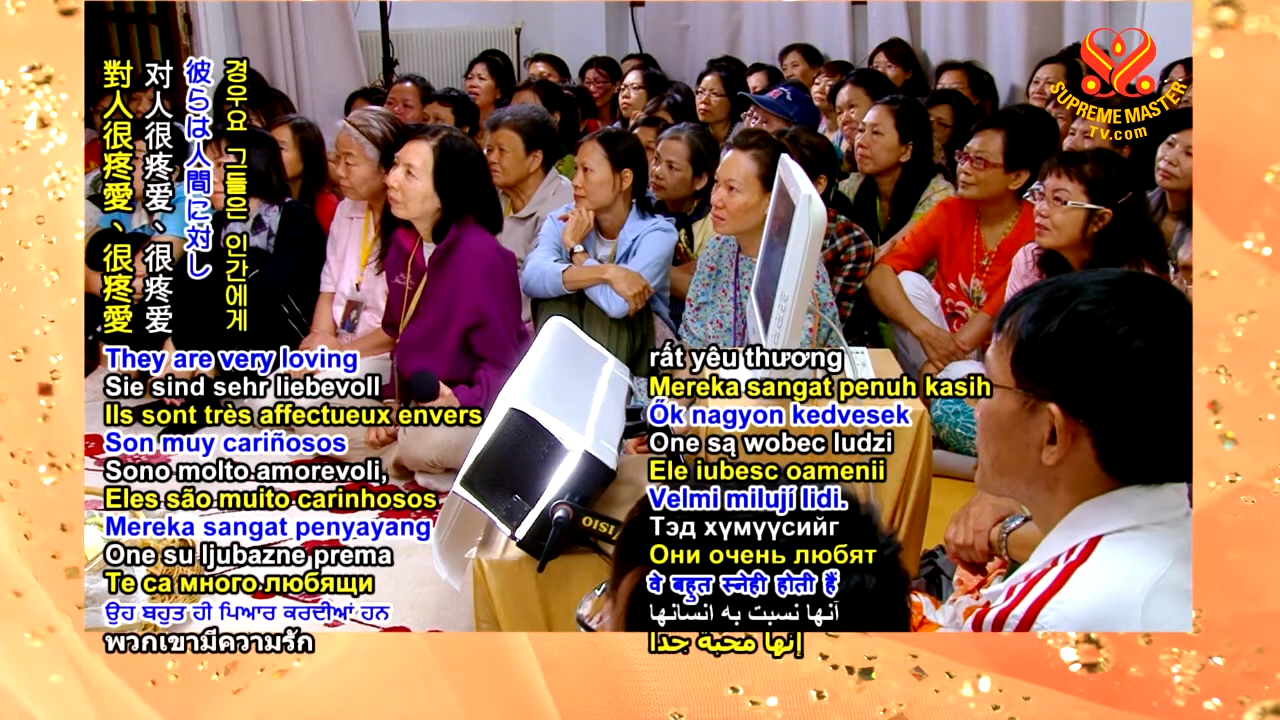 對人很疼愛、很疼愛
对人很疼爱、很疼爱
彼らは人間に対し
경우요 그들은 인간에게
They are very loving
Sie sind sehr liebevoll
Ils sont très affectueux envers
Son muy cariñosos
Sono molto amorevoli,
Eles são muito carinhosos
Mereka sangat penyayang
One su ljubazne prema
Те са много любящи
ਉਹ ਬਹੁਤ ਹੀ ਪਿਆਰ ਕਰਦੀਆਂ ਹਨ
พวกเขามีความรัก
rất yêu thương
Mereka sangat penuh kasih
Ők nagyon kedvesek
One są wobec ludzi
Ele iubesc oamenii
Velmi milují lidi.
Тэд хүмүүсийг
Они очень любят
वे बहुत स्नेही होती हैं
آنها نسبت به انسانها
إنها محبة جدا
SUPREME MASTER
TV.com